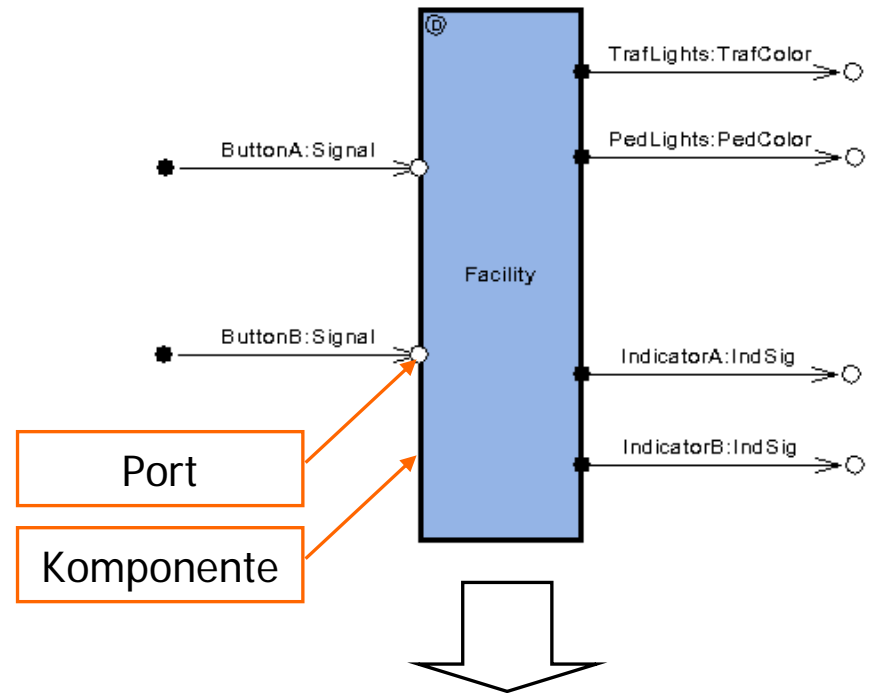 D
TrafLights:TrafColor
ButtonA:Signal
PedLights:PedColor
Facility
ButtonB:Signal
IndicatorA:IndSig
IndicatorB:IndSig
Port
Komponente